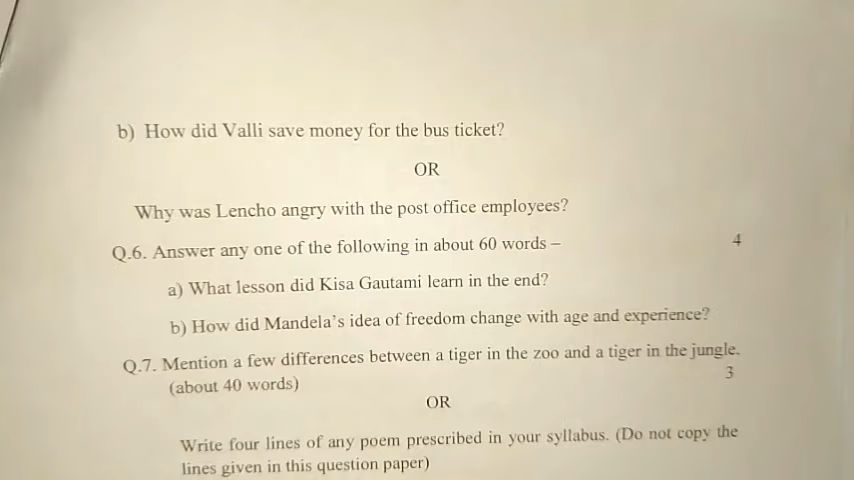 b) How did Valli save money for the bus ticket?
OR
Why was Lencho angry with the post office employees?
Q.6. Answer any one of the following in about 60 words – 4
a) What lesson did Kisa Gautami learn in the end?
b) How did Mandela's idea of freedom change with age and experience?
Q.7. Mention a few differences between a tiger in the zoo and a tiger in the jungle.
(about 40 words) 3
OR
Write four lines of any poem prescribed in your syllabus. (Do not copy the
lines given in this question paper)